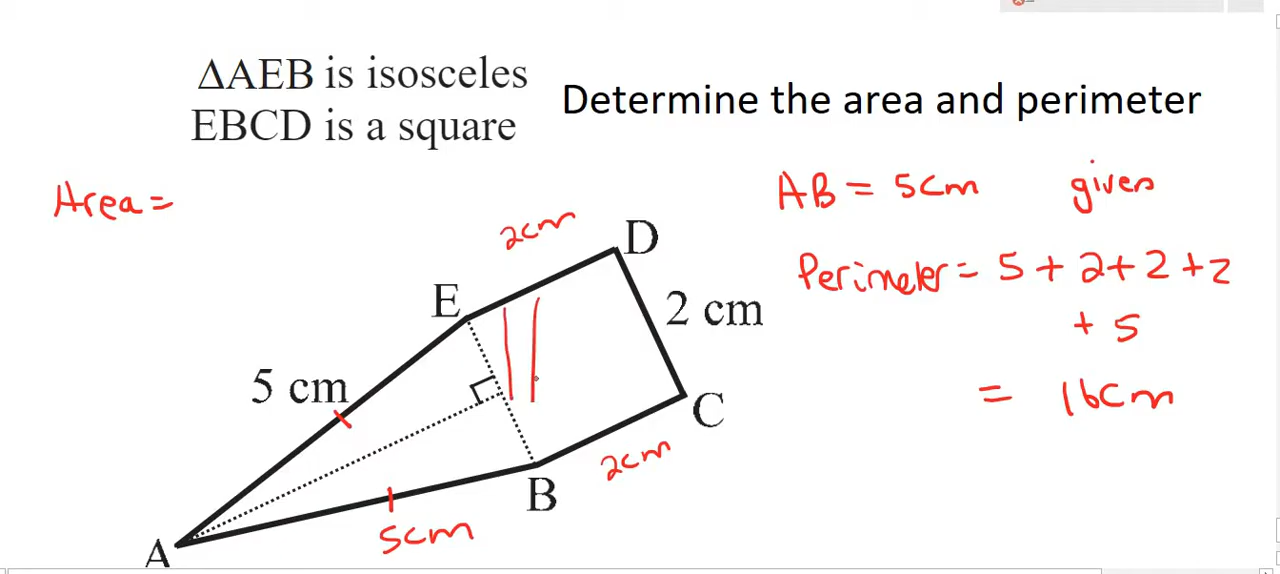 ΔAEB is isosceles
EBCD is a square
Determine the area and perimeter
Area =
AB = 5cm given
Perimeter = 5 + 2 + 2 + 2
+ 5
= 16cm
2cm
D
E
2 cm
5 cm
C
2cm
B
5cm
A